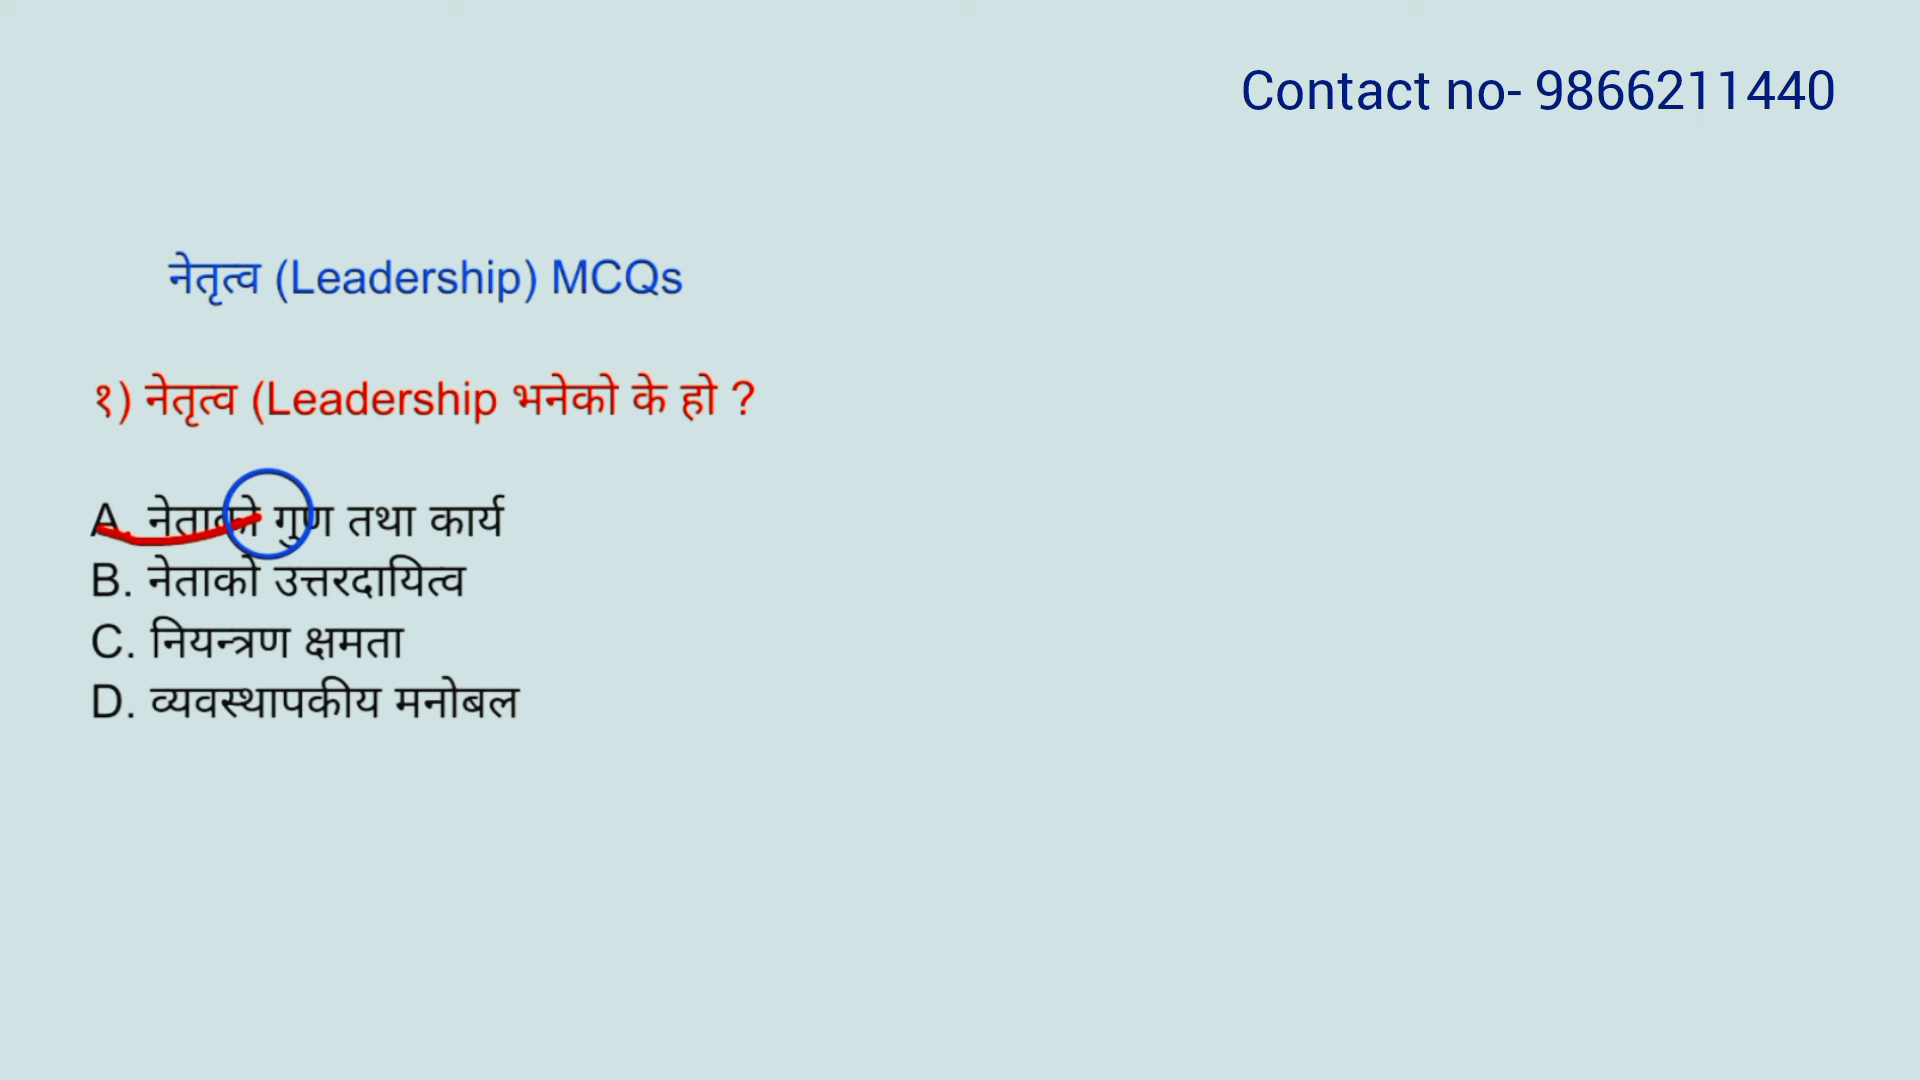 Contact no- 9866211440
नेतृत्व (Leadership) MCQs
१) नेतृत्व (Leadership भनेको के हो ?
A. नेताको गुण तथा कार्य
B. नेताको उत्तरदायित्व
C. नियन्त्रण क्षमता
D. व्यवस्थापकीय मनोबल